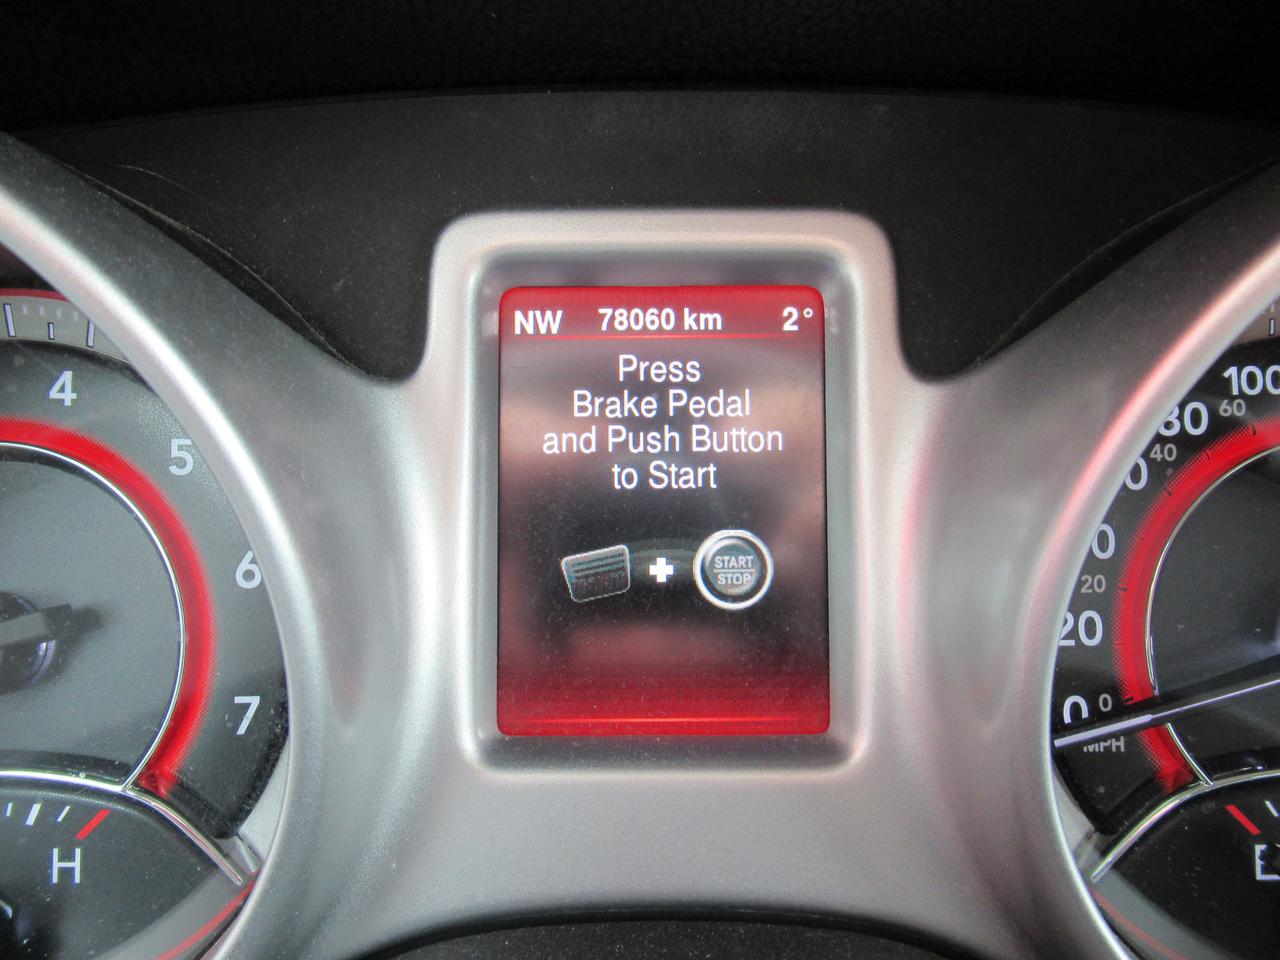 NW 78060 km 2°
Press
Brake Pedal
and Push Button
to Start
START
STOP
4
5
6
7
H
100
60
80
40
20
20
0 0
MPH